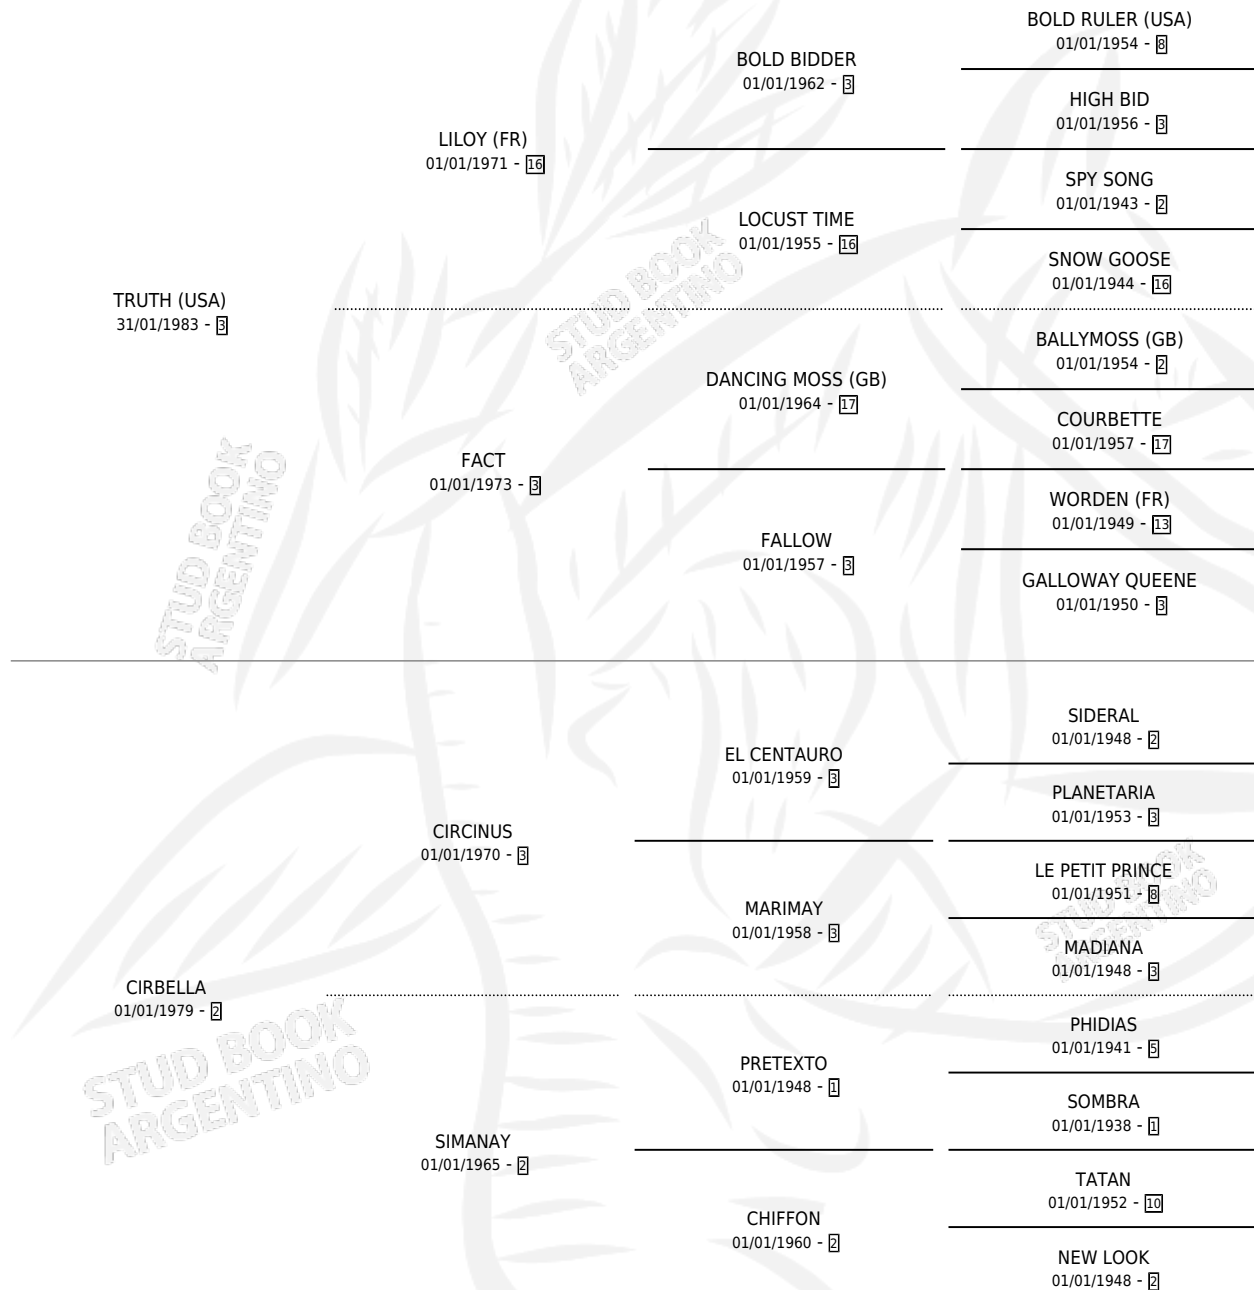 BOLD RULER (USA)
01/01/1954 - 8
BOLD BIDDER
01/01/1962 - 3
HIGH BID
01/01/1956 - 3
LILOY (FR)
01/01/1971 - 16
SPY SONG
01/01/1943 - 2
LOCUST TIME
01/01/1955 - 16
SNOW GOOSE
01/01/1944 - 16
TRUTH (USA)
31/01/1983 - 3
BALLYMOSS (GB)
01/01/1954 - 2
DANCING MOSS (GB)
01/01/1964 - 17
COURBETTE
01/01/1957 - 17
FACT
01/01/1973 - 3
WORDEN (FR)
01/01/1949 - 13
FALLOW
01/01/1957 - 3
GALLOWAY QUEENE
01/01/1950 - 3
STUD BOOK
ARGENTINO
STUD BOOK
ARGENTINO
SIDERAL
01/01/1948 - 2
EL CENTAURO
01/01/1959 - 3
PLANETARIA
01/01/1953 - 3
CIRCINUS
01/01/1970 - 3
LE PETIT PRINCE
01/01/1951 - 8
MARIMAY
01/01/1958 - 3
MADIANA
01/01/1948 - 3
CIRBELLA
01/01/1979 - 2
PHIDIAS
01/01/1941 - 5
PRETEXTO
01/01/1948 - 1
SOMBRA
01/01/1938 - 1
SIMANAY
01/01/1965 - 2
TATAN
01/01/1952 - 10
CHIFFON
01/01/1960 - 2
NEW LOOK
01/01/1948 - 2
STUD BOOK
ARGENTINO
STUD BOOK
ARGENTINO